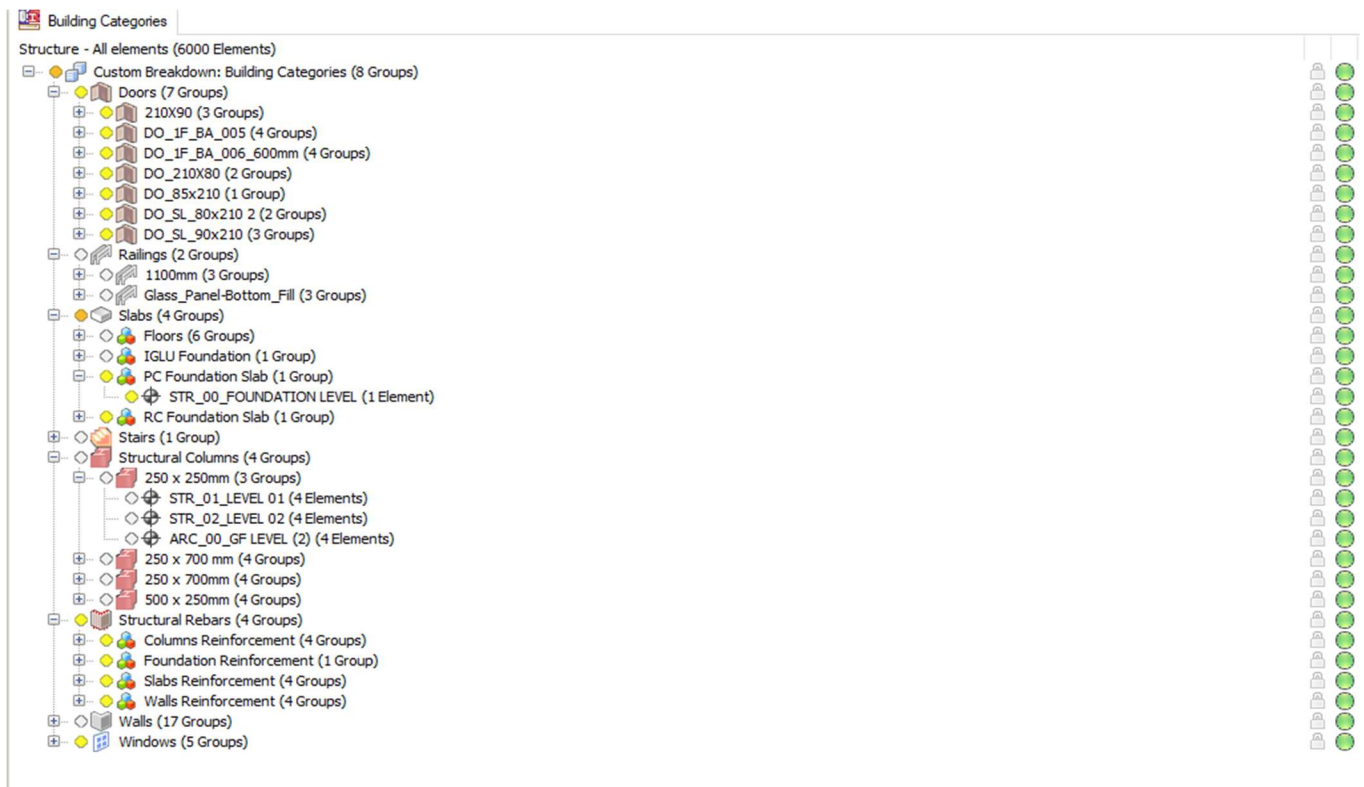 Building Categories
Structure - All elements (6000 Elements)
Custom Breakdown: Building Categories (8 Groups)
Doors (7 Groups)
210X90 (3 Groups)
DO_1F_BA_005 (4 Groups)
DO_1F_BA_006_600mm (4 Groups)
DO_210X80 (2 Groups)
DO_85x210 (1 Group)
DO_SL_80x210 2 (2 Groups)
DO_SL_90x210 (3 Groups)
Railings (2 Groups)
1100mm (3 Groups)
Glass_Panel-Bottom_Fill (3 Groups)
Slabs (4 Groups)
Floors (6 Groups)
IGLU Foundation (1 Group)
PC Foundation Slab (1 Group)
STR_00_FOUNDATION LEVEL (1 Element)
RC Foundation Slab (1 Group)
Stairs (1 Group)
Structural Columns (4 Groups)
250 x 250mm (3 Groups)
STR_01_LEVEL 01 (4 Elements)
STR_02_LEVEL 02 (4 Elements)
ARC_00_GF LEVEL (2) (4 Elements)
250 x 700 mm (4 Groups)
250 x 700mm (4 Groups)
500 x 250mm (4 Groups)
Structural Rebars (4 Groups)
Columns Reinforcement (4 Groups)
Foundation Reinforcement (1 Group)
Slabs Reinforcement (4 Groups)
Walls Reinforcement (4 Groups)
Walls (17 Groups)
Windows (5 Groups)